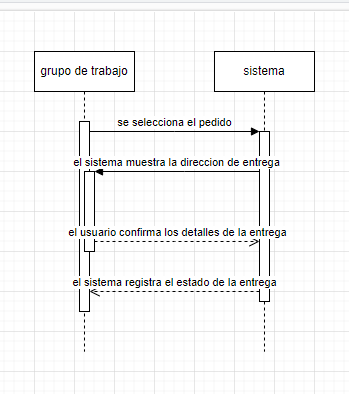 grupo de trabajo
sistema
se selecciona el pedido
el sistema muestra la direccion de entrega
el usuario confirma los detalles de la entrega
el sistema registra el estado de la entrega